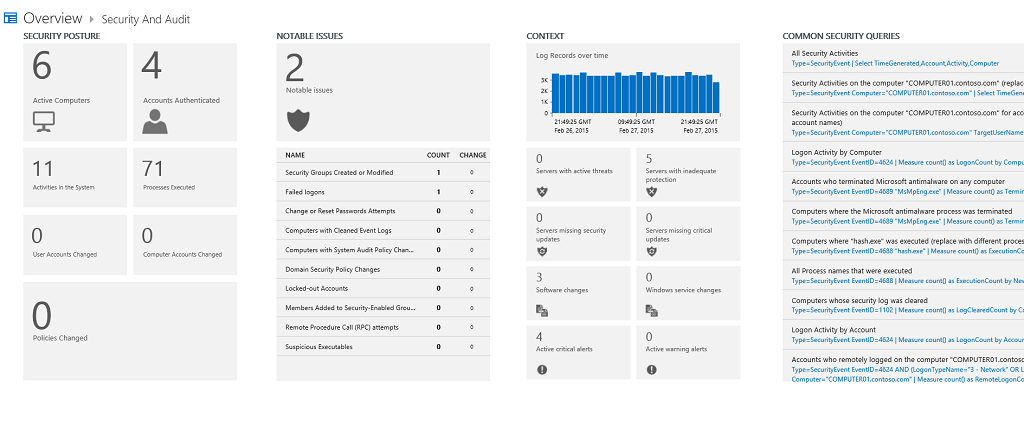 Overview ▸ Security And Audit
SECURITY POSTURE
6
Active Computers
4
Accounts Authenticated
11
Activities in the System
71
Processes Executed
0
User Accounts Changed
0
Computer Accounts Changed
0
Policies Changed
NOTABLE ISSUES
2
Notable issues
NAME COUNT CHANGE
Security Groups Created or Modified 1 0
Failed logons 1 0
Change or Reset Passwords Attempts 0 0
Computers with Cleaned Event Logs 0 0
Computers with System Audit Policy Chan... 0 0
Domain Security Policy Changes 0 0
Locked-out Accounts 0 0
Members Added to Security-Enabled Grou... 0 0
Remote Procedure Call (RPC) attempts 0 0
Suspicious Executables 0 0
CONTEXT
Log Records over time
3K
2K
1K
0
21:49:25 GMT 09:49:25 GMT 21:49:25 GMT
Feb 26, 2015 Feb 27, 2015 Feb 27, 2015
0
Servers with active threats
5
Servers with inadequate
protection
0
Servers missing security
updates
0
Servers missing critical
updates
3
Software changes
0
Windows service changes
4
Active critical alerts
0
Active warning alerts
COMMON SECURITY QUERIES
All Security Activities
Type=SecurityEvent | Select TimeGenerated,Account,Activity,Computer
Security Activities on the computer "COMPUTER01.contoso.com" (replac
Type=SecurityEvent Computer="COMPUTER01.contoso.com" | Select TimeGene
Security Activities on the computer "COMPUTER01.contoso.com" for acc
account names)
Type=SecurityEvent Computer="COMPUTER01.contoso.com" TargetUserName
Logon Activity by Computer
Type=SecurityEvent EventID=4624 | Measure count() as LogonCount by Compu
Accounts who terminated Microsoft antimalware on any computer
Type=SecurityEvent EventID=4689 "MsMpEng.exe" | Measure count() as Termin
Computers where the Microsoft antimalware process was terminated
Type=SecurityEvent EventID=4689 "MsMpEng.exe" | Measure count() as Termin
Computers where "hash.exe" was executed (replace with different proces
Type=SecurityEvent EventID=4688 "hash.exe" | Measure count() as ExecutionCo
All Process names that were executed
Type=SecurityEvent EventID=4688 | Measure count() as ExecutionCount by New
Computers whose security log was cleared
Type=SecurityEvent EventID=1102 | Measure count() as LogClearedCount by Co
Logon Activity by Account
Type=SecurityEvent EventID=4624 | Measure count() as LogonCount by Accoun
Accounts who remotely logged on the computer "COMPUTER01.contoso
Type=SecurityEvent EventID=4624 AND (LogonTypeName="3 - Network" OR L
Computer="COMPUTER01.contoso.com" | Measure count() as RemoteLogonCo